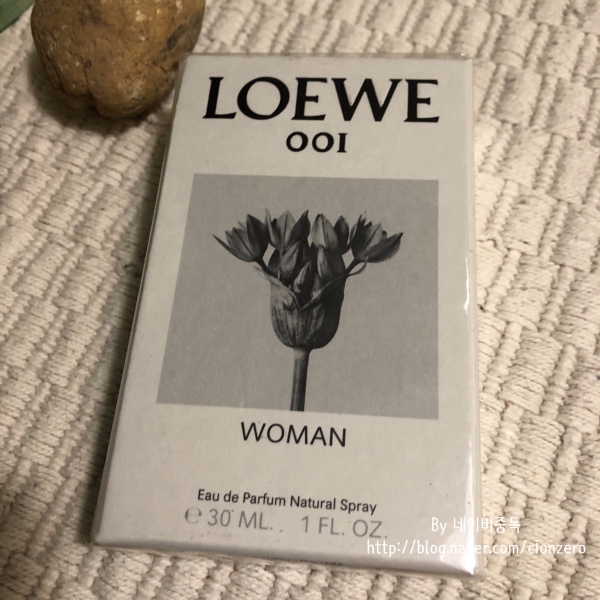 LOEWE
001
WOMAN
Eau de Parfum Natural Spray
℮ 30 ML. 1 FL. OZ.
By 네이비중독
http://blog.naver.com/cionzero